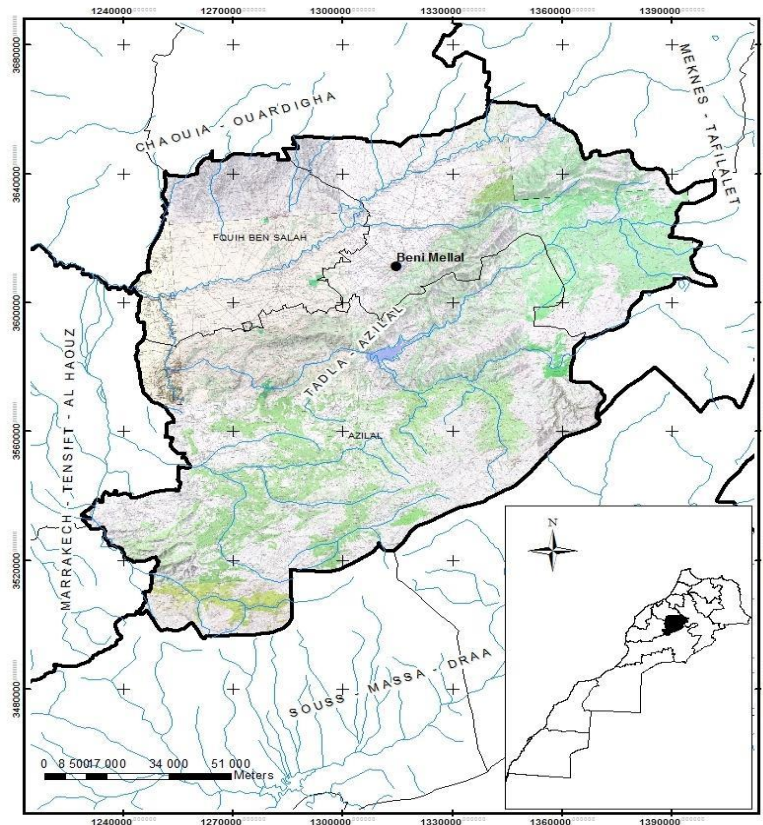 1240000 1270000 1300000 1330000 1360000 1390000
3680000
3640000
3600000
3560000
3520000
3480000
CHAOUIA - OUARDIGHA
MEKNES - TAFILALET
FQUIH BEN SALAH
Beni Mellal
TADLA - AZILAL
MARRAKECH - TENSIFT - AL HAOUZ
AZILAL
N
SOUSS - MASSA - DRAA
0 8 500 17 000 34 000 51 000
Meters
1240000 1270000 1300000 1330000 1360000 1390000